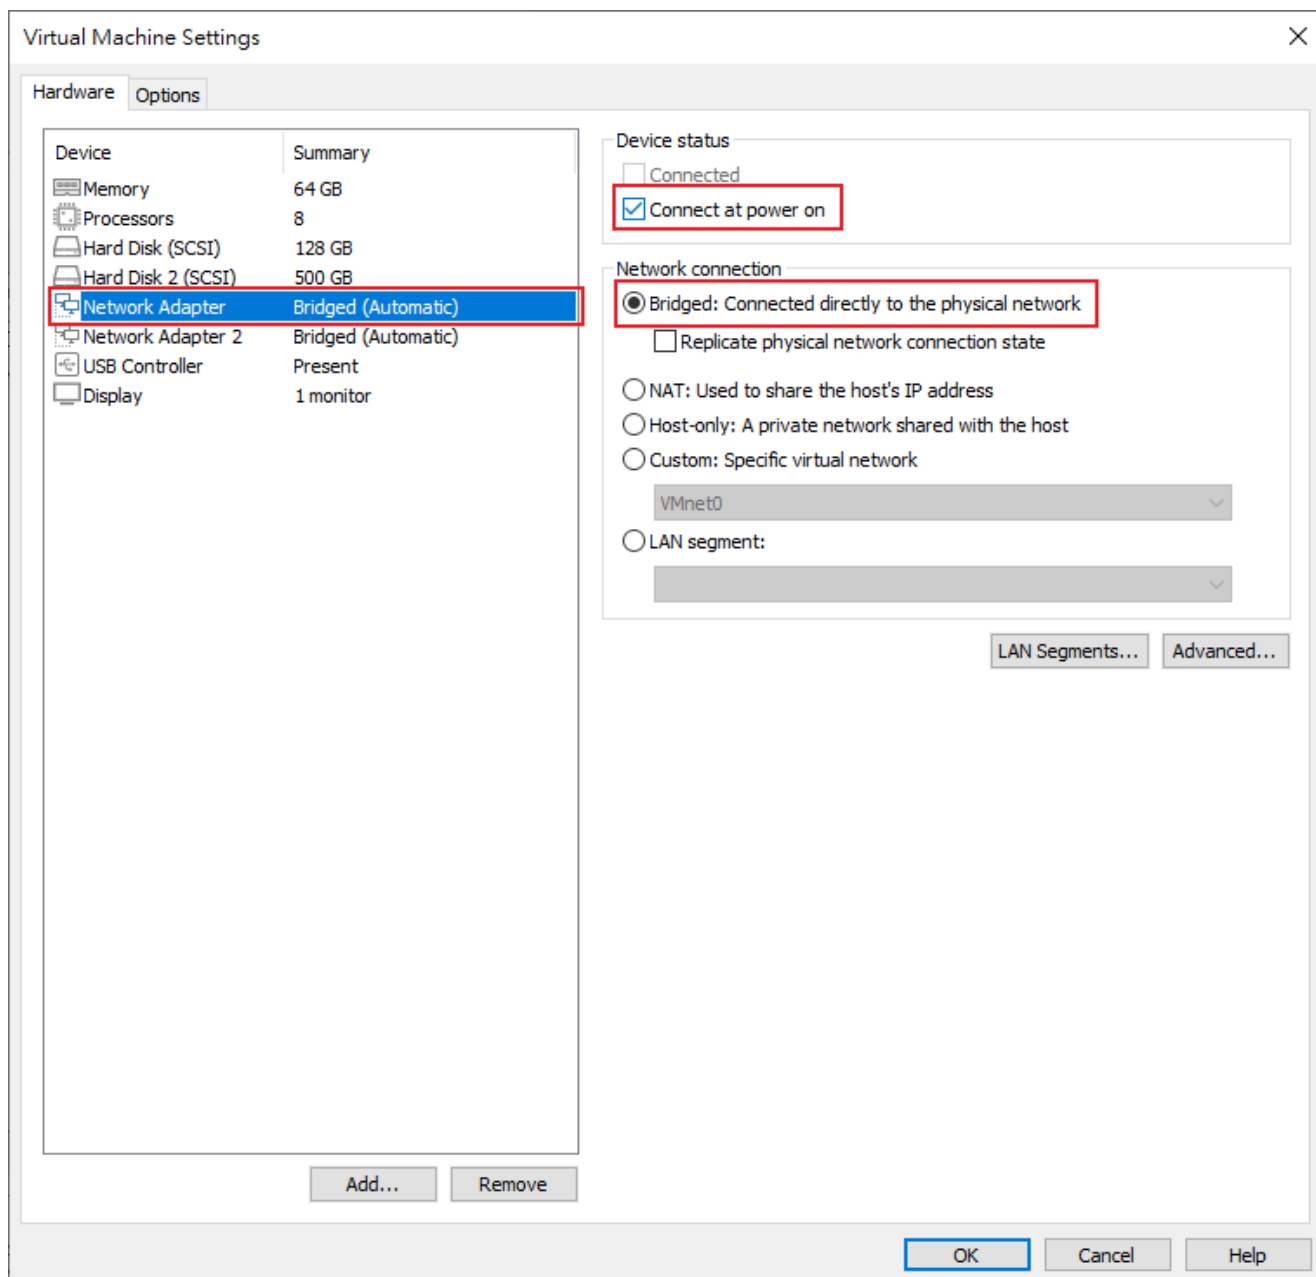 Virtual Machine Settings
Hardware
Options
Device Summary
Memory 64 GB
Processors 8
Hard Disk (SCSI) 128 GB
Hard Disk 2 (SCSI) 500 GB
Network Adapter Bridged (Automatic)
Network Adapter 2 Bridged (Automatic)
USB Controller Present
Display 1 monitor
Add...
Remove
Device status
Connected
Connect at power on
Network connection
Bridged: Connected directly to the physical network
Replicate physical network connection state
NAT: Used to share the host's IP address
Host-only: A private network shared with the host
Custom: Specific virtual network
VMnet0
LAN segment:
LAN Segments...
Advanced...
OK
Cancel
Help